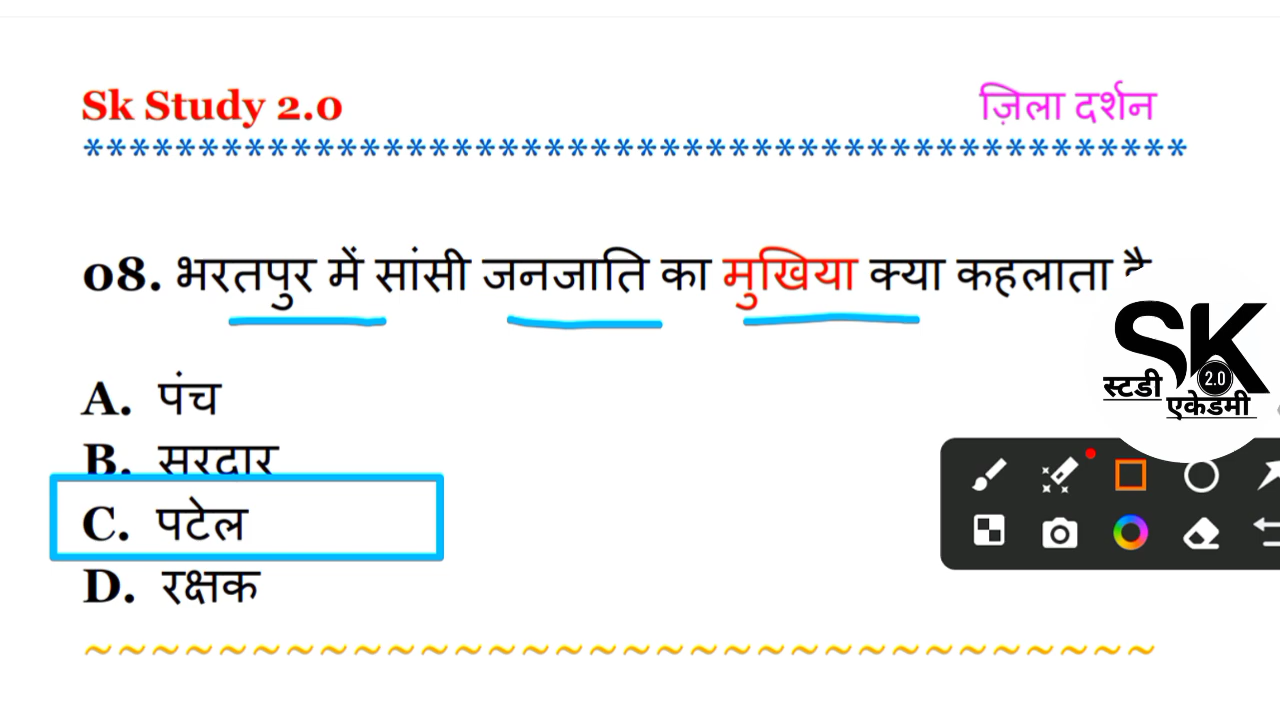 Sk Study 2.0
ज़िला दर्शन
************************************************
08. भरतपुर में सांसी जनजाति का मुखिया क्या कहलाता है
SK
2.0
स्टडी
एकेडमी
A. पंच
B. सरदार
C. पटेल
D. रक्षक
~~~~~~~~~~~~~~~~~~~~~~~~~~~~~~~~